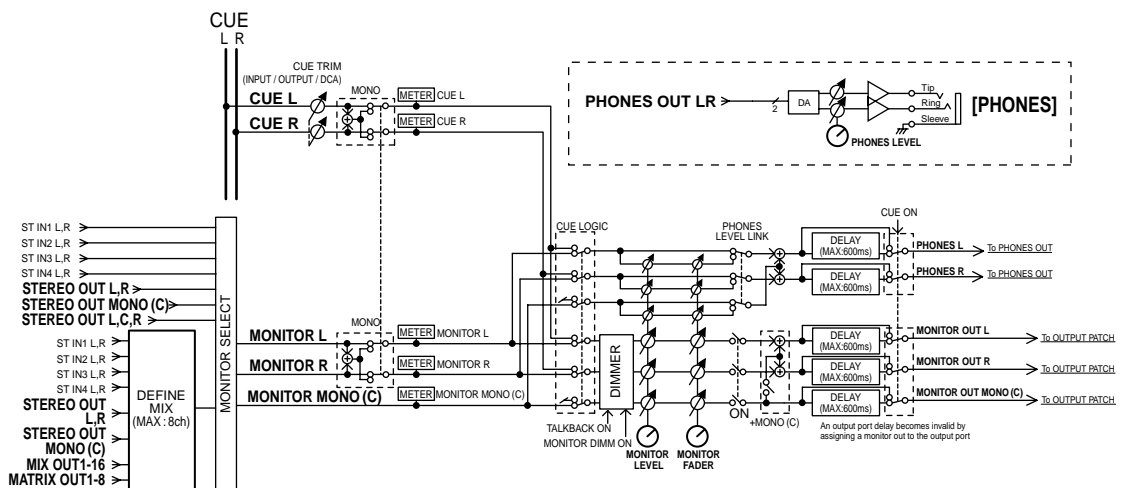 CUE
L R
CUE TRIM
(INPUT / OUTPUT / DCA)
MONO
CUE L
METER CUE L
CUE R
METER CUE R
PHONES OUT LR
2
DA
Tip
Ring
Sleeve
[PHONES]
PHONES LEVEL
ST IN1 L,R
ST IN2 L,R
ST IN3 L,R
ST IN4 L,R
STEREO OUT L,R
STEREO OUT MONO (C)
STEREO OUT L,C,R
ST IN1 L,R
ST IN2 L,R
ST IN3 L,R
ST IN4 L,R
STEREO OUT
L,R
STEREO OUT
MONO (C)
MIX OUT1-16
MATRIX OUT1-8
DEFINE
MIX
(MAX : 8ch)
MONITOR SELECT
MONO
MONITOR L
METER MONITOR L
MONITOR R
METER MONITOR R
MONITOR MONO (C)
METER MONITOR MONO (C)
CUE LOGIC
DIMMER
TALKBACK ON
MONITOR DIMM ON
MONITOR
LEVEL
MONITOR
FADER
PHONES
LEVEL LINK
ON
+MONO (C)
CUE ON
DELAY
(MAX:600ms)
PHONES L
To PHONES OUT
DELAY
(MAX:600ms)
PHONES R
To PHONES OUT
DELAY
(MAX:600ms)
MONITOR OUT L
To OUTPUT PATCH
DELAY
(MAX:600ms)
MONITOR OUT R
To OUTPUT PATCH
DELAY
(MAX:600ms)
MONITOR OUT MONO (C)
To OUTPUT PATCH
An output port delay becomes invalid by
assigning a monitor out to the output port